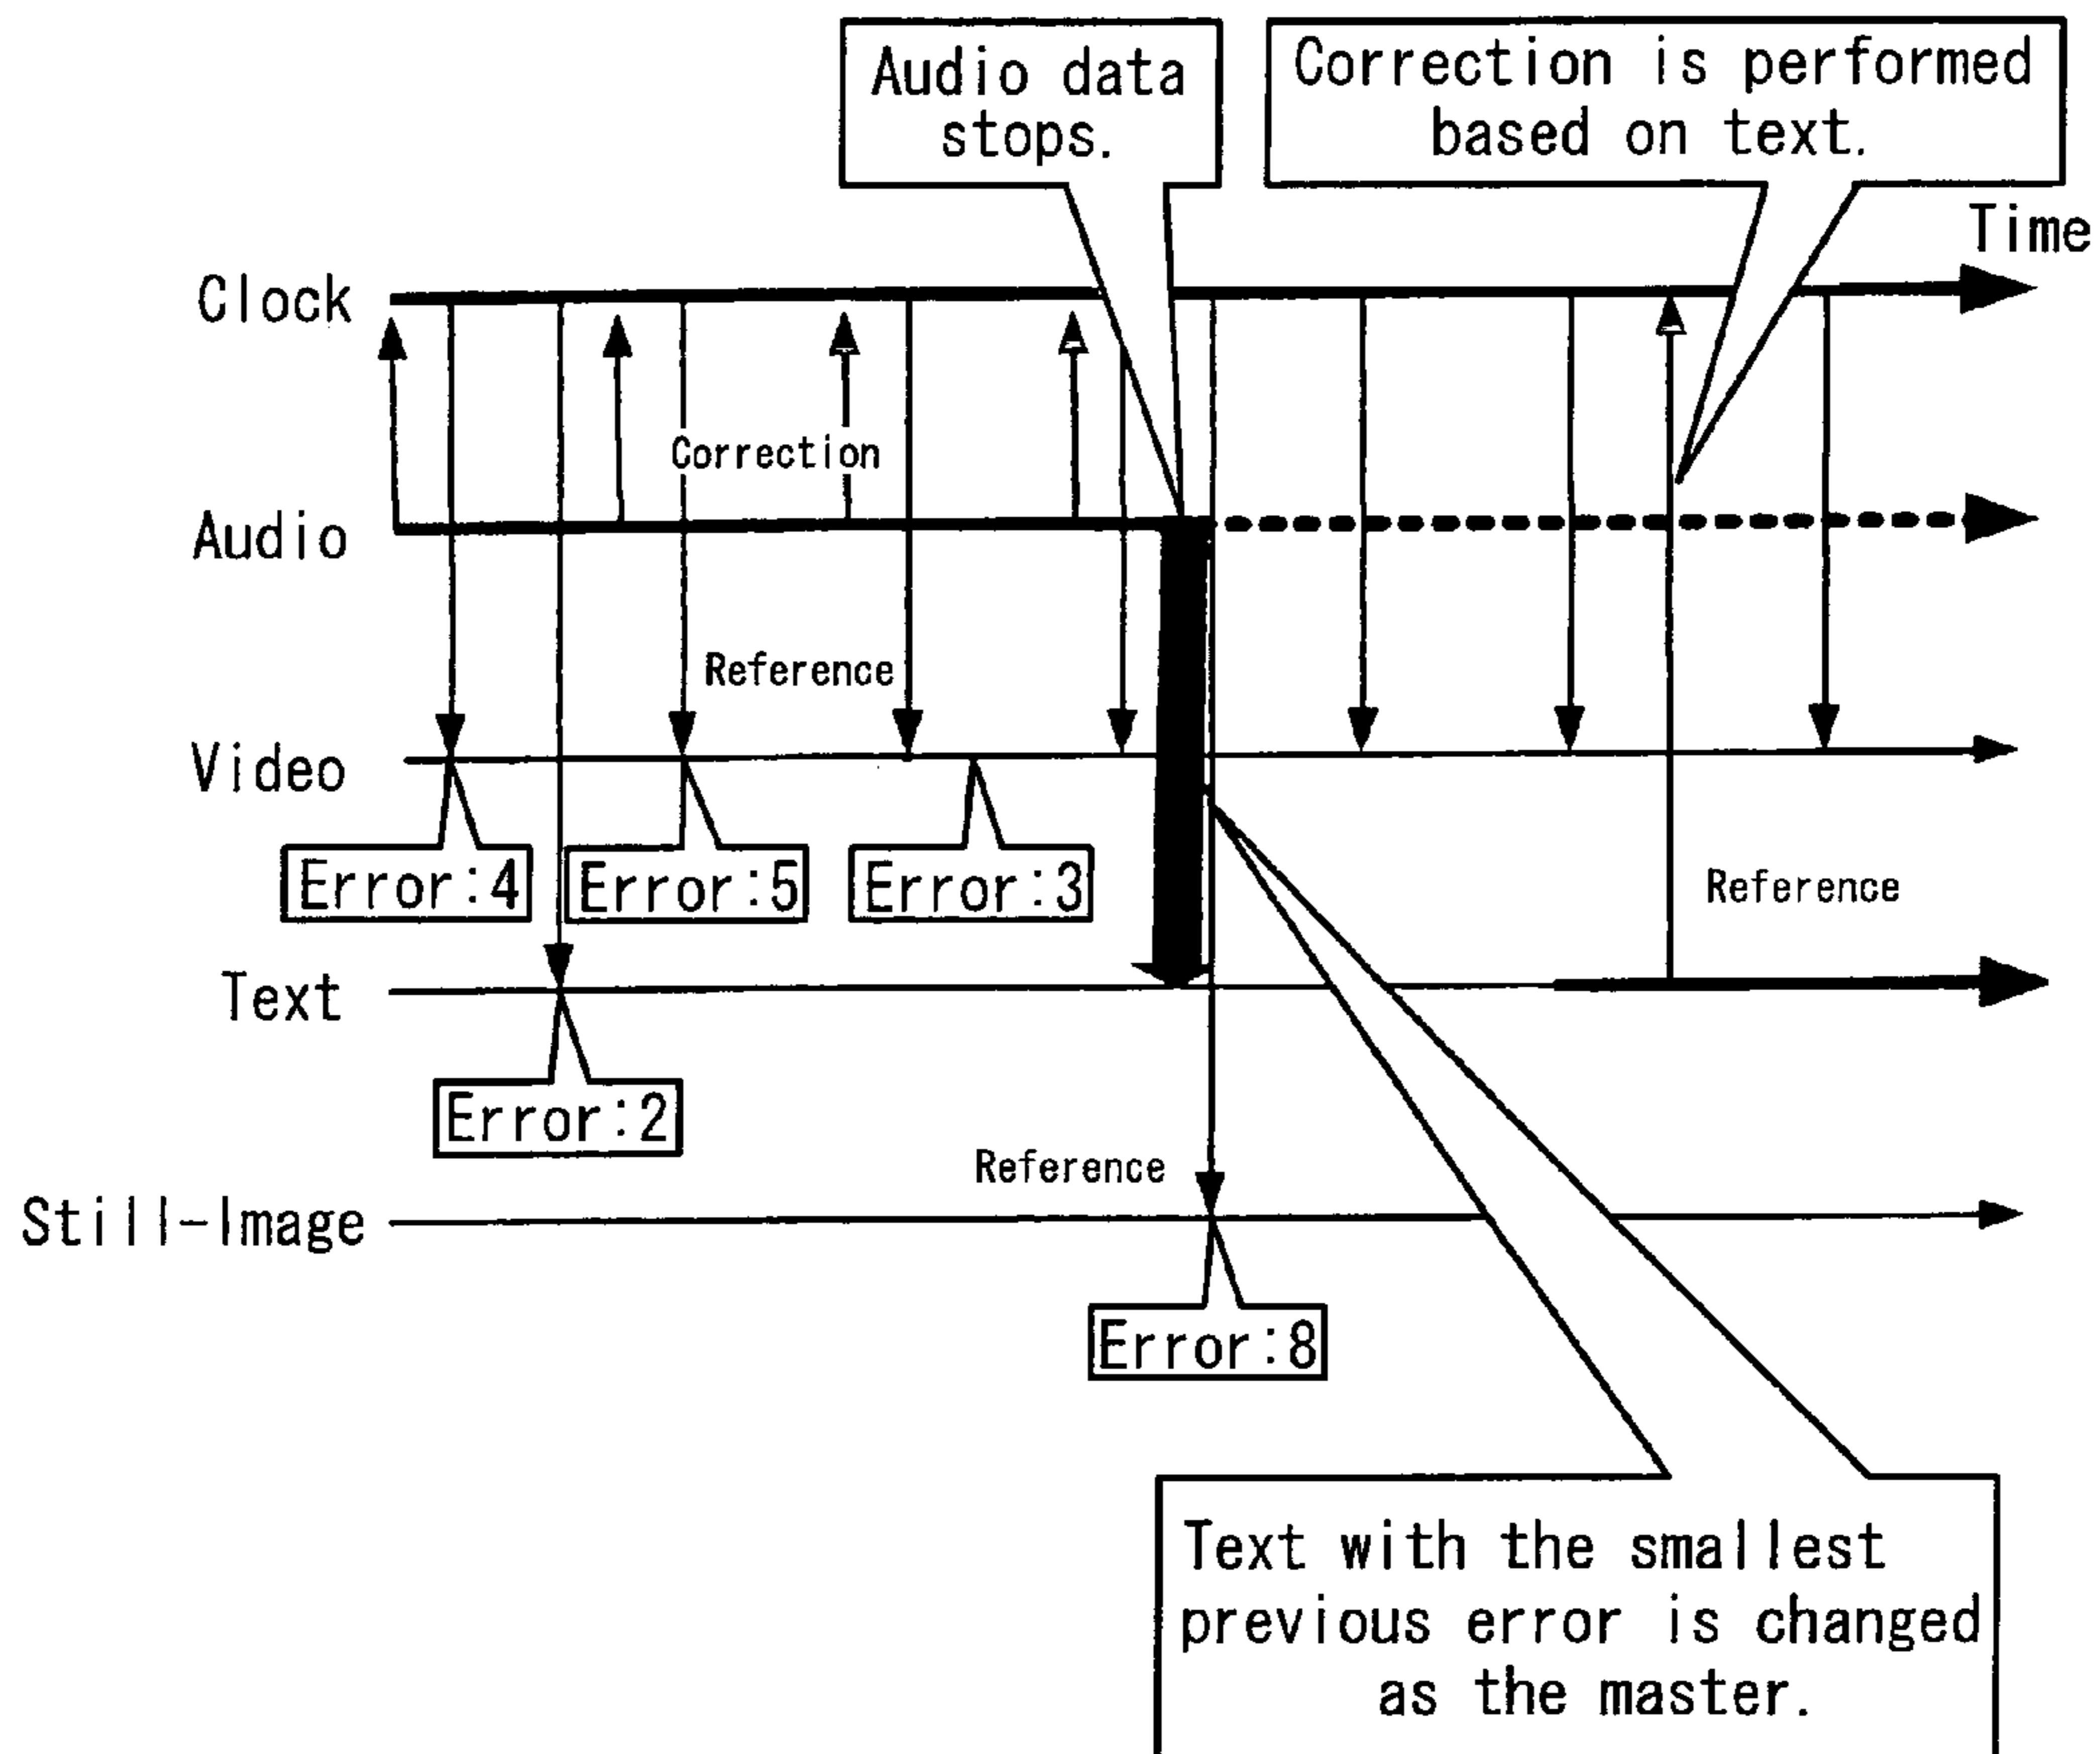 Audio data
stops.
Correction is performed
based on text.
Time
Clock
Correction
Audio
Reference
Video
Error:4
Error:5
Error:3
Reference
Text
Error:2
Reference
Still-Image
Error:8
Text with the smallest
previous error is changed
as the master.